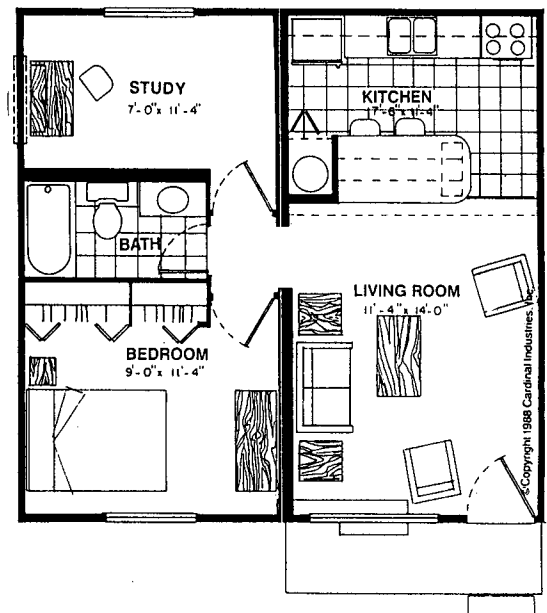 STUDY
7'-0" x 11'-4"
KITCHEN
7'-6" x 11'-4"
BATH
LIVING ROOM
11'-4" x 14'-0"
BEDROOM
9'-0" x 11'-4"
©Copyright 1988 Cardinal Industries, Inc.